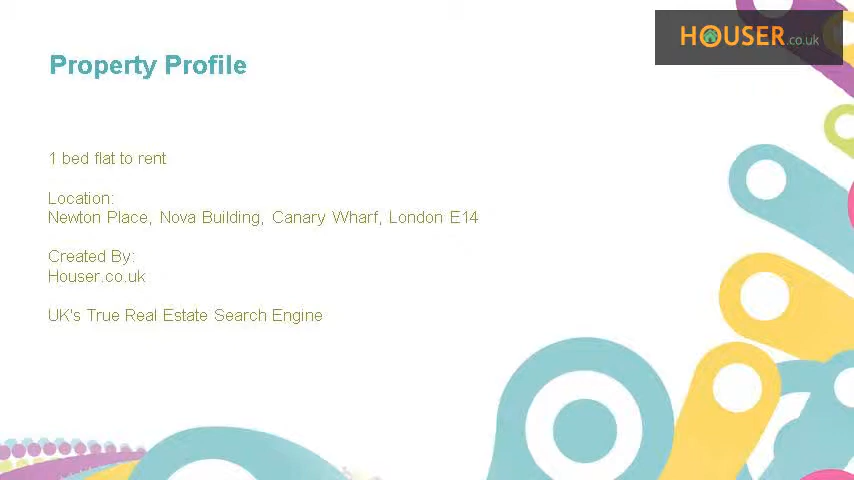 HOUSER.co.uk
Property Profile
1 bed flat to rent
Location:
Newton Place, Nova Building, Canary Wharf, London E14
Created By:
Houser.co.uk
UK's True Real Estate Search Engine